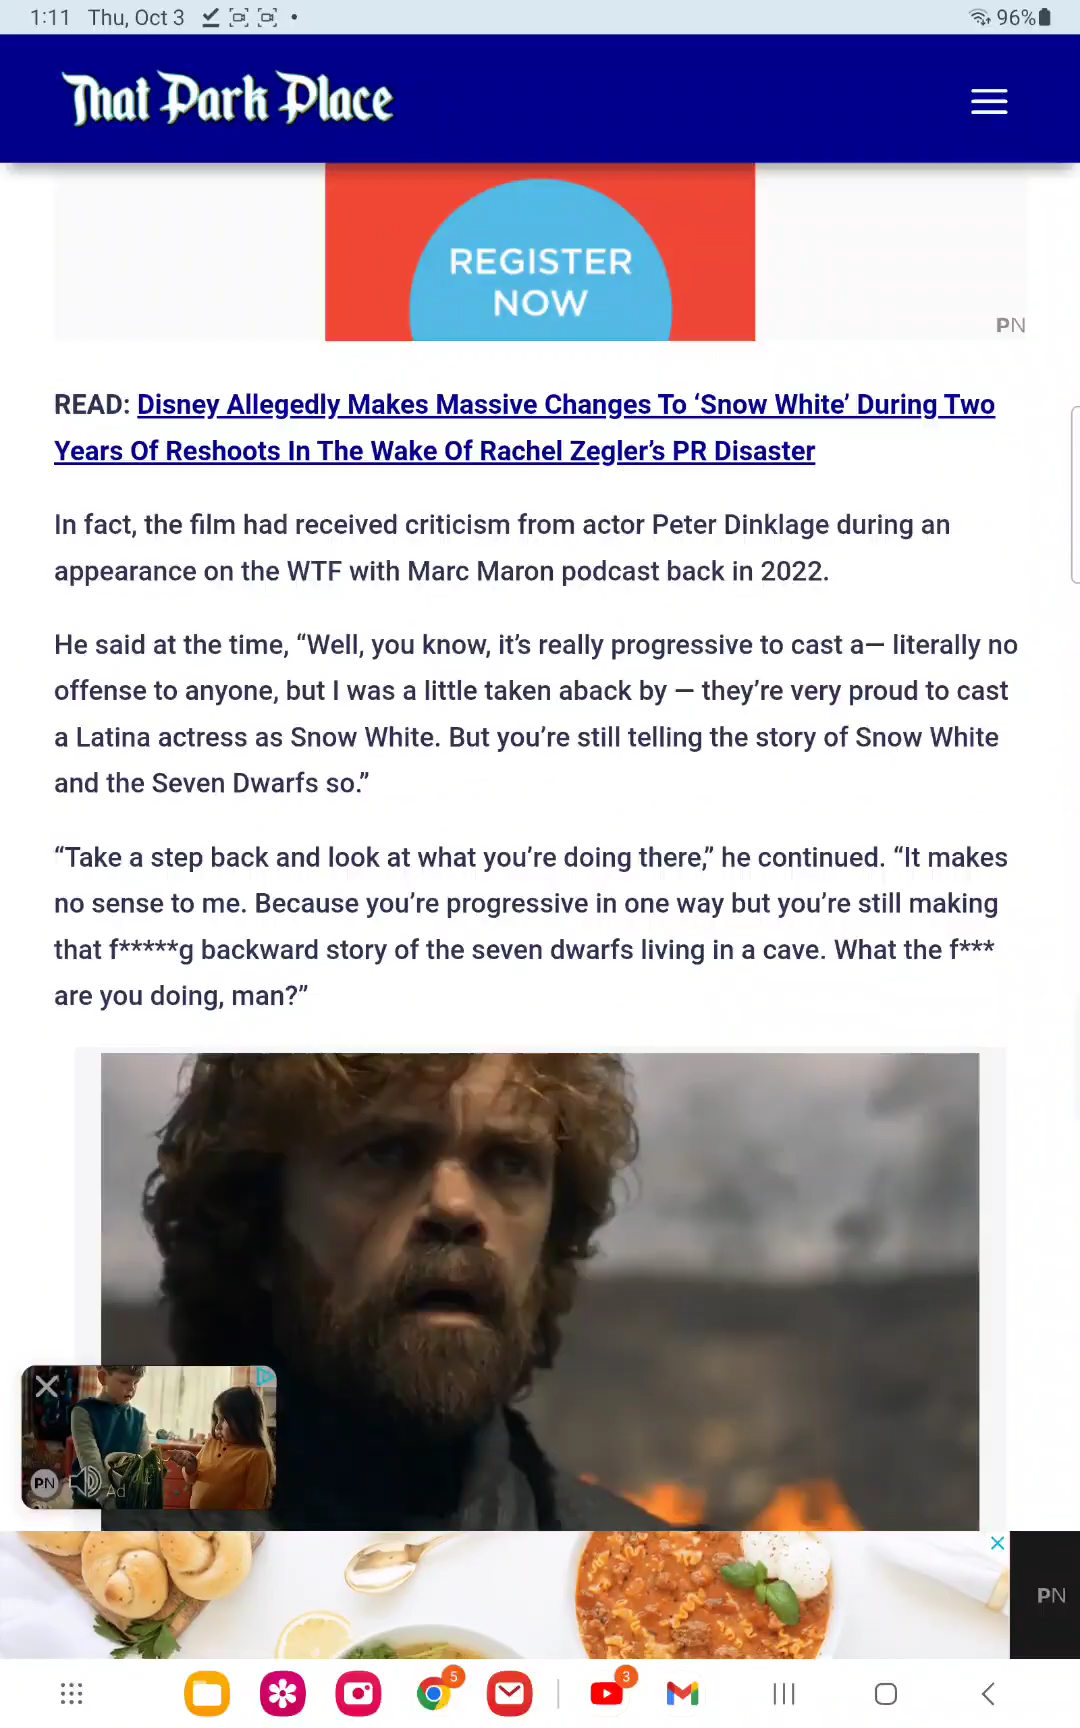 1:11 Thu, Oct 3
96%
That Park Place
REGISTER
NOW
PN
READ: Disney Allegedly Makes Massive Changes To ‘Snow White’ During Two
Years Of Reshoots In The Wake Of Rachel Zegler’s PR Disaster
In fact, the film had received criticism from actor Peter Dinklage during an
appearance on the WTF with Marc Maron podcast back in 2022.
He said at the time, “Well, you know, it’s really progressive to cast a— literally no
offense to anyone, but I was a little taken aback by — they’re very proud to cast
a Latina actress as Snow White. But you’re still telling the story of Snow White
and the Seven Dwarfs so.”
“Take a step back and look at what you’re doing there,” he continued. “It makes
no sense to me. Because you’re progressive in one way but you’re still making
that f*****g backward story of the seven dwarfs living in a cave. What the f***
are you doing, man?”
PN
Ad
PN
5
3